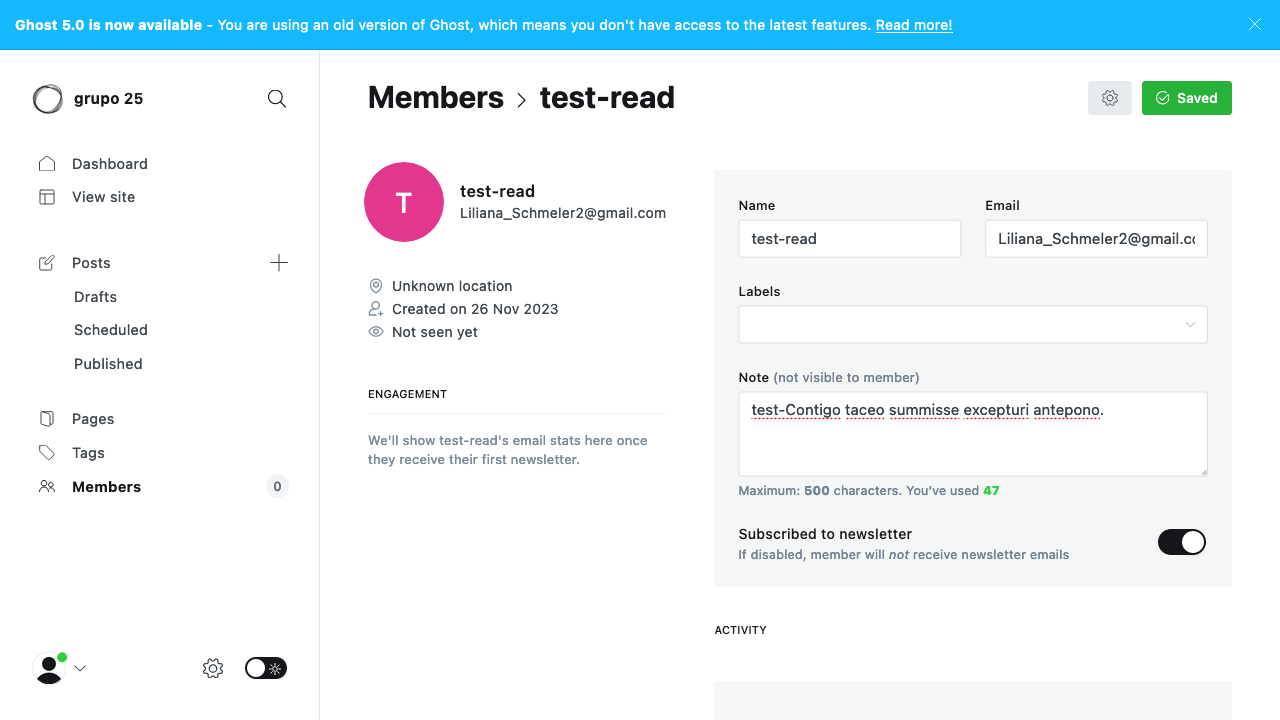 Ghost 5.0 is now available - You are using an old version of Ghost, which means you don't have access to the latest features. Read more!
grupo 25
Dashboard
View site
Posts
Drafts
Scheduled
Published
Pages
Tags
Members 0
Members > test-read
Saved
T
test-read
Liliana_Schmeler2@gmail.com
Unknown location
Created on 26 Nov 2023
Not seen yet
ENGAGEMENT
We'll show test-read's email stats here once
they receive their first newsletter.
Name
test-read
Email
Liliana_Schmeler2@gmail.co
Labels
Note (not visible to member)
test-Contigo taceo summisse excepturi antepono.
Maximum: 500 characters. You’ve used 47
Subscribed to newsletter
If disabled, member will not receive newsletter emails
ACTIVITY